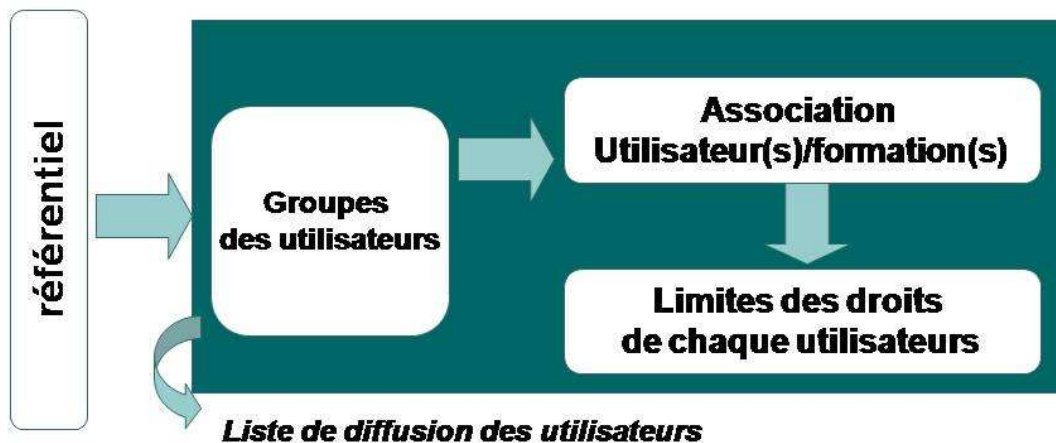 référentiel
Groupes
des utilisateurs
Association
Utilisateur(s)/formation(s)
Limites des droits
de chaque utilisateurs
Liste de diffusion des utilisateurs